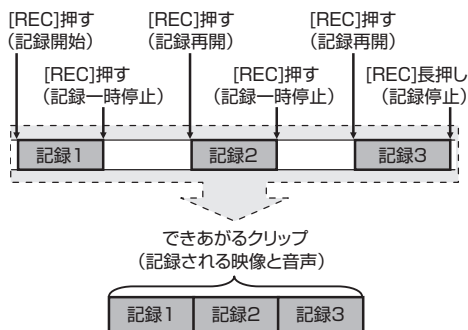 [REC]押す
(記録開始)
[REC]押す
(記録再開)
[REC]押す
(記録再開)
[REC]押す
(記録一時停止)
[REC]押す
(記録一時停止)
[REC]長押し
(記録停止)
記録1
記録2
記録3
できあがるクリップ
(記録される映像と音声)
記録1
記録2
記録3